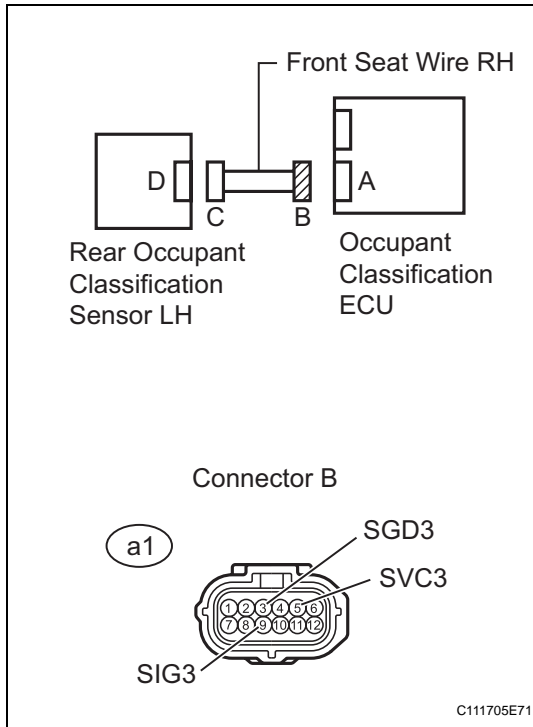 Front Seat Wire RH
D
C
B
A
Rear Occupant
Classification
Sensor LH
Occupant
Classification
ECU
Connector B
a1
SGD3
SVC3
1 2 3 4 5 6
7 8 9 10 11 12
SIG3
C111705E71